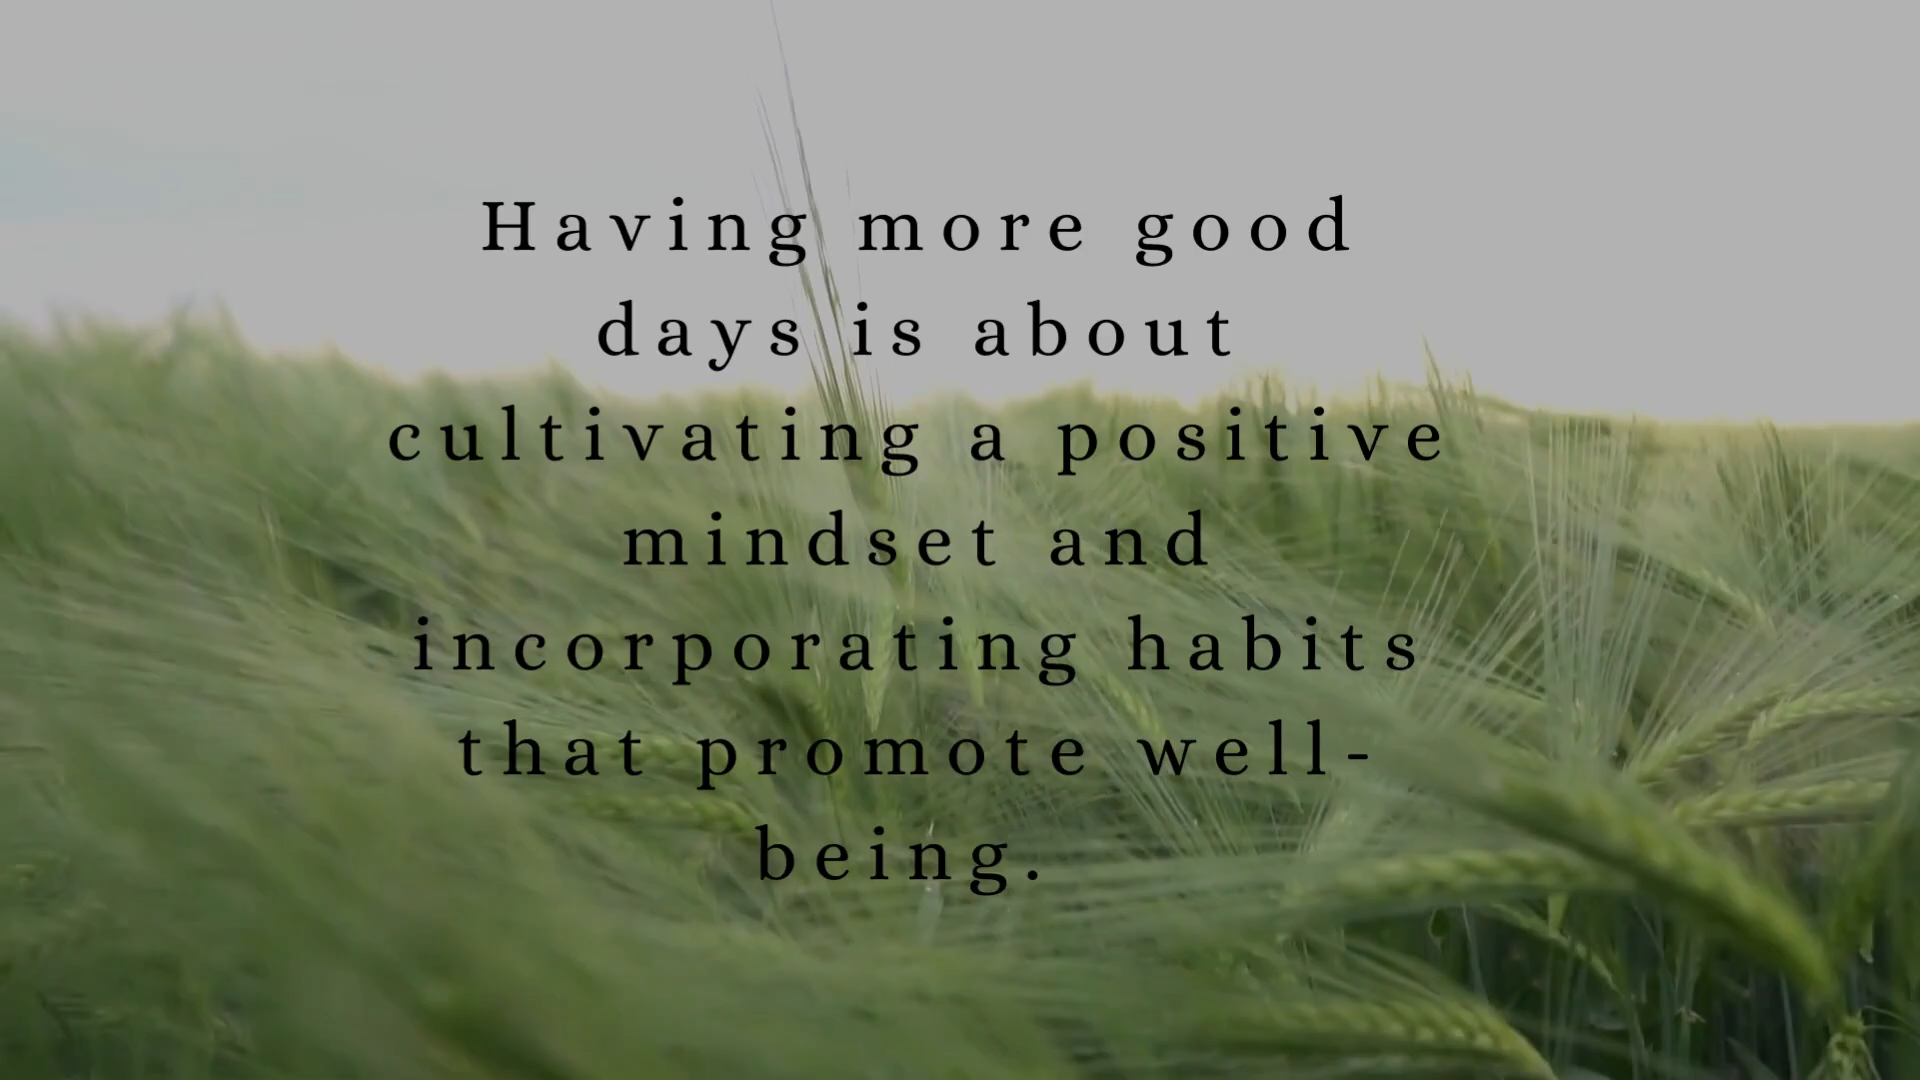 Having more good
days is about
cultivating a positive
mindset and
incorporating habits
that promote well-
being.